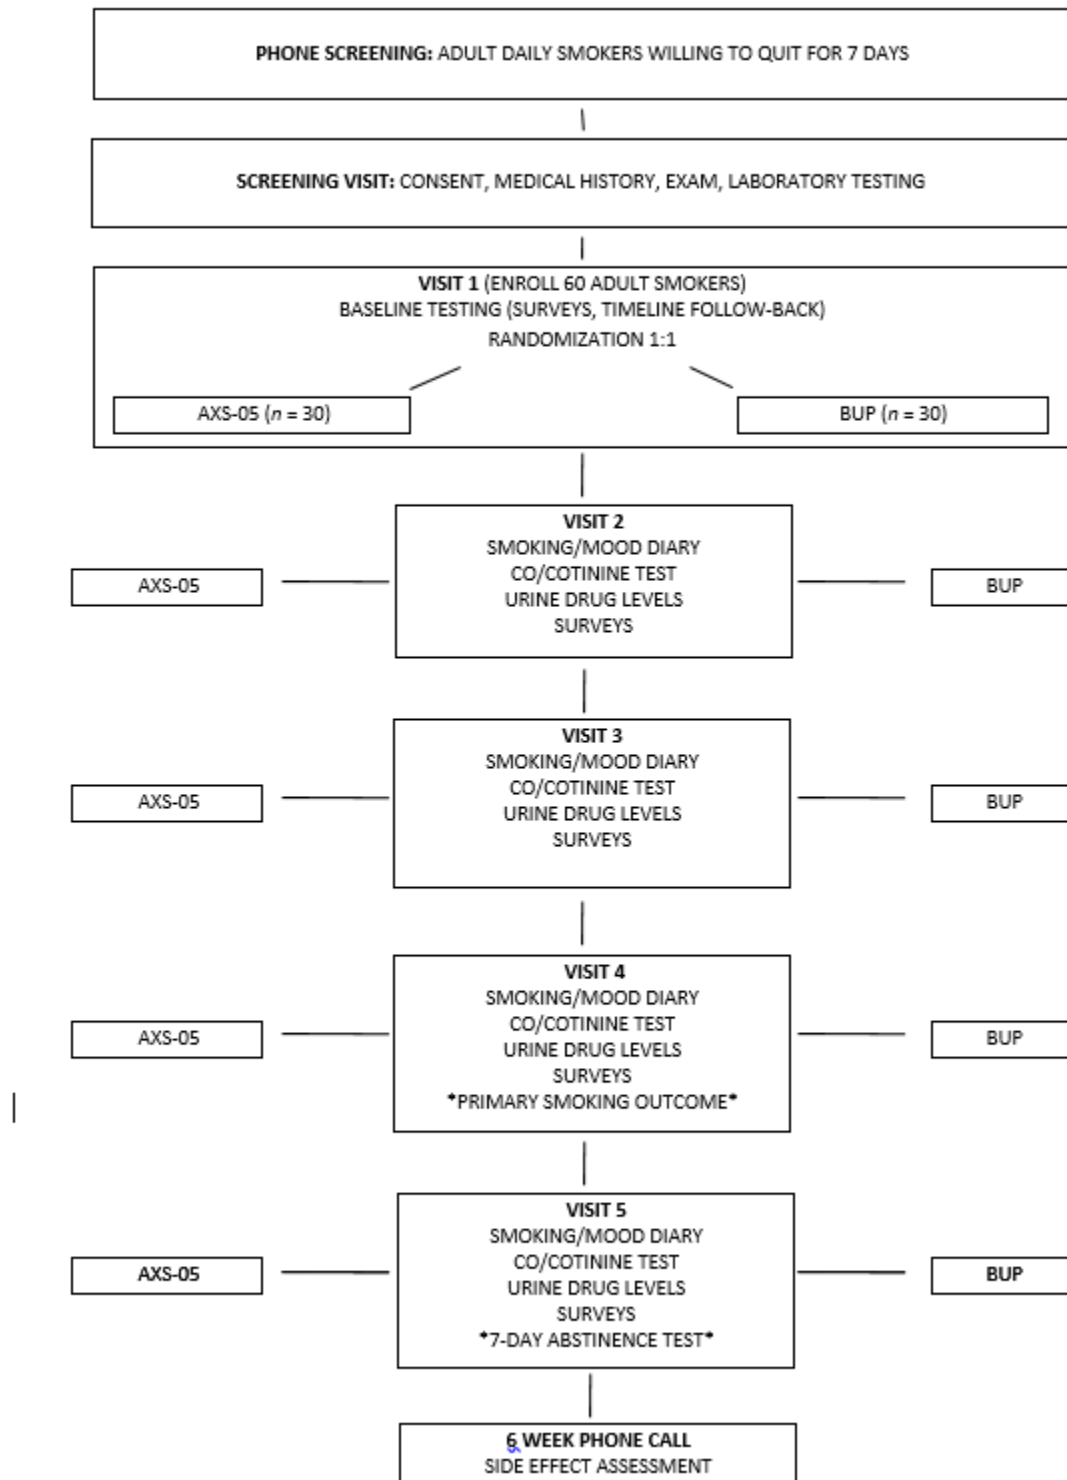 PHONE SCREENING: ADULT DAILY SMOKERS WILLING TO QUIT FOR 7 DAYS
SCREENING VISIT: CONSENT, MEDICAL HISTORY, EXAM, LABORATORY TESTING
VISIT 1 (ENROLL 60 ADULT SMOKERS)
BASELINE TESTING (SURVEYS, TIMELINE FOLLOW-BACK)
RANDOMIZATION 1:1
AXS-05 (n = 30)
BUP (n = 30)
VISIT 2
SMOKING/MOOD DIARY
CO/COTININE TEST
URINE DRUG LEVELS
SURVEYS
AXS-05
BUP
VISIT 3
SMOKING/MOOD DIARY
CO/COTININE TEST
URINE DRUG LEVELS
SURVEYS
AXS-05
BUP
VISIT 4
SMOKING/MOOD DIARY
CO/COTININE TEST
URINE DRUG LEVELS
SURVEYS
*PRIMARY SMOKING OUTCOME*
AXS-05
BUP
VISIT 5
SMOKING/MOOD DIARY
CO/COTININE TEST
URINE DRUG LEVELS
SURVEYS
*7-DAY ABSTINENCE TEST*
AXS-05
BUP
6 WEEK PHONE CALL
SIDE EFFECT ASSESSMENT